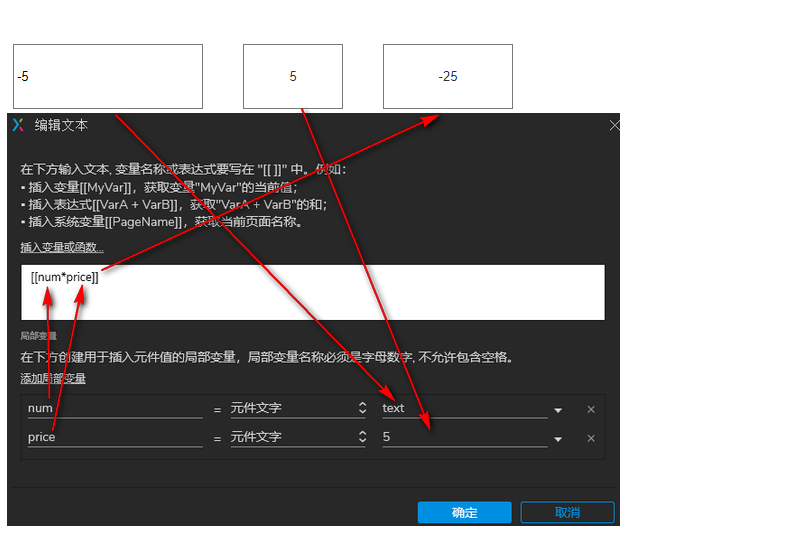 -5
5
-25
编辑文本
在下方输入文本, 变量名称或表达式要写在 "[[ ]]" 中。例如：
• 插入变量[[MyVar]]，获取变量"MyVar"的当前值；
• 插入表达式[[VarA + VarB]]，获取"VarA + VarB"的和；
• 插入系统变量[[PageName]]，获取当前页面名称。
插入变量或函数...
[[num*price]]
局部变量
在下方创建用于插入元件值的局部变量，局部变量名称必须是字母数字, 不允许包含空格。
添加局部变量
num = 元件文字 text
price = 元件文字 5
确定 取消